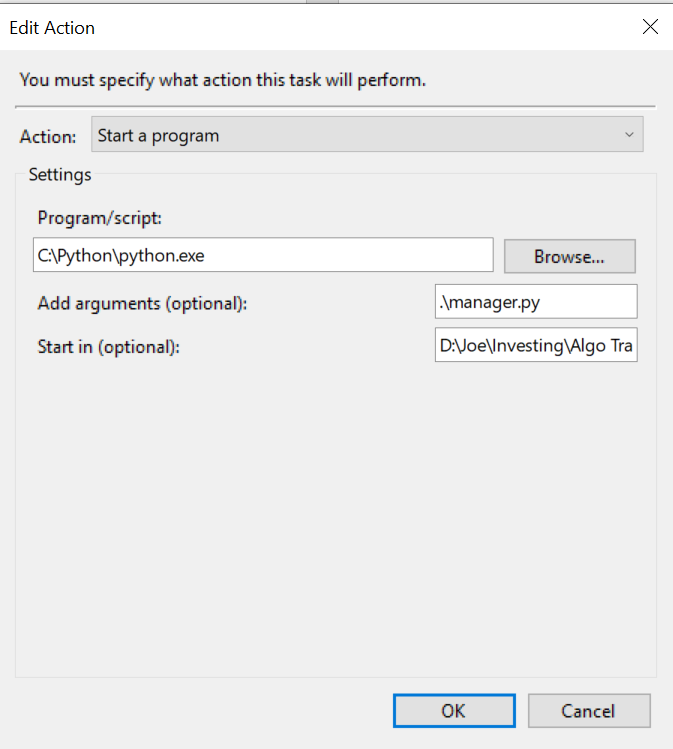 Edit Action
You must specify what action this task will perform.
Action: Start a program
Settings
Program/script:
C:\Python\python.exe Browse...
Add arguments (optional): .\manager.py
Start in (optional): D:\Joe\Investing\Algo Tra
OK Cancel